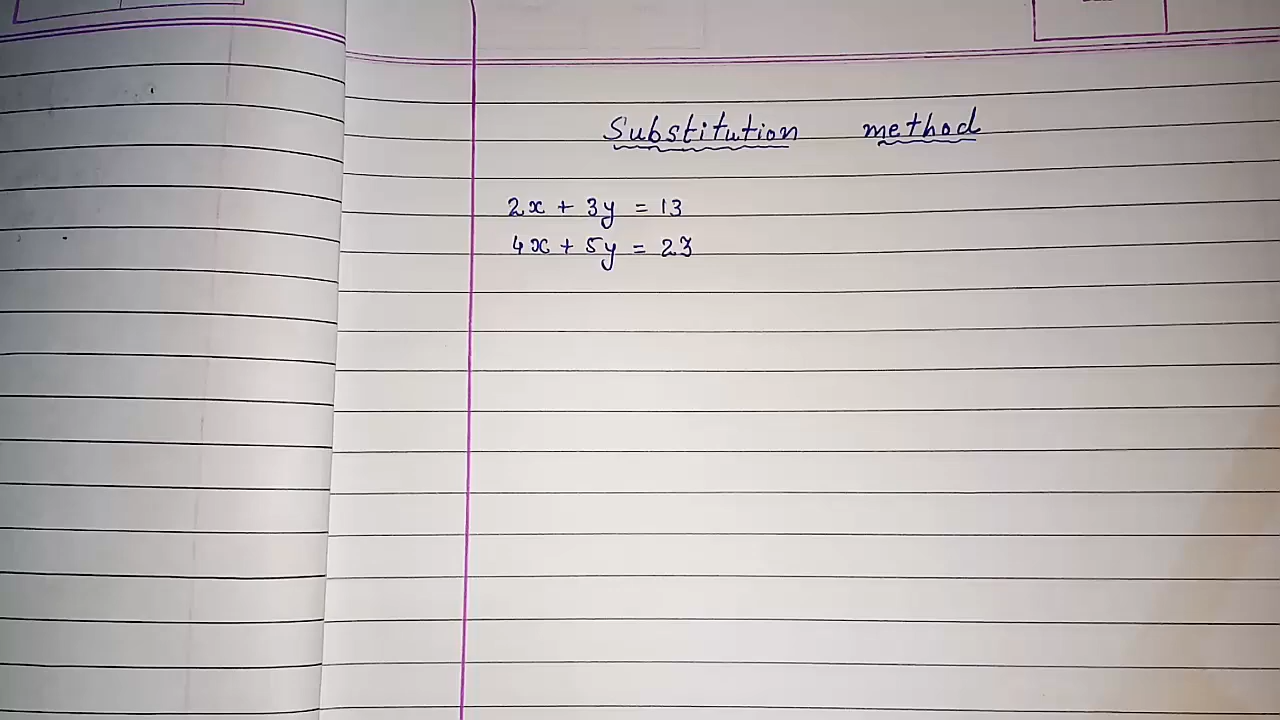 Substitution method
2x + 3y = 13
4x + 5y = 23